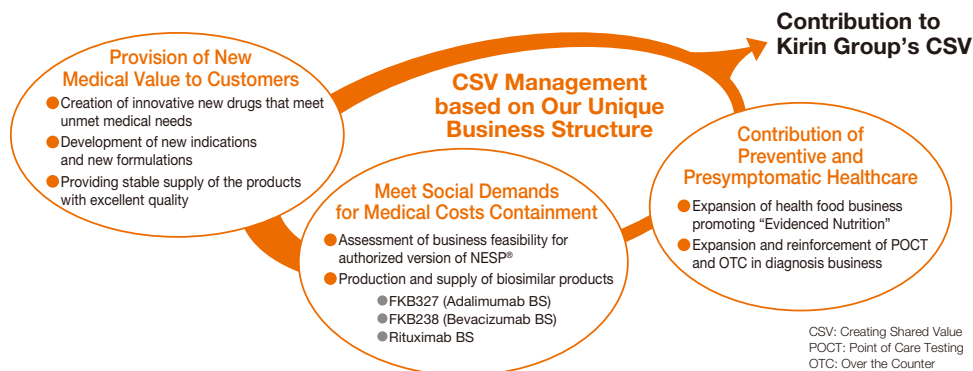 Contribution to
Kirin Group's CSV
Provision of New
Medical Value to Customers
●Creation of innovative new drugs that meet
unmet medical needs
●Development of new indications
and new formulations
●Providing stable supply of the products
with excellent quality
CSV Management
based on Our Unique
Business Structure
Meet Social Demands
for Medical Costs Containment
●Assessment of business feasibility for
authorized version of NESP®
●Production and supply of biosimilar products
●FKB327 (Adalimumab BS)
●FKB238 (Bevacizumab BS)
●Rituximab BS
Contribution of
Preventive and
Presymptomatic Healthcare
●Expansion of health food business
promoting “Evidenced Nutrition”
●Expansion and reinforcement of POCT
and OTC in diagnosis business
CSV: Creating Shared Value
POCT: Point of Care Testing
OTC: Over the Counter